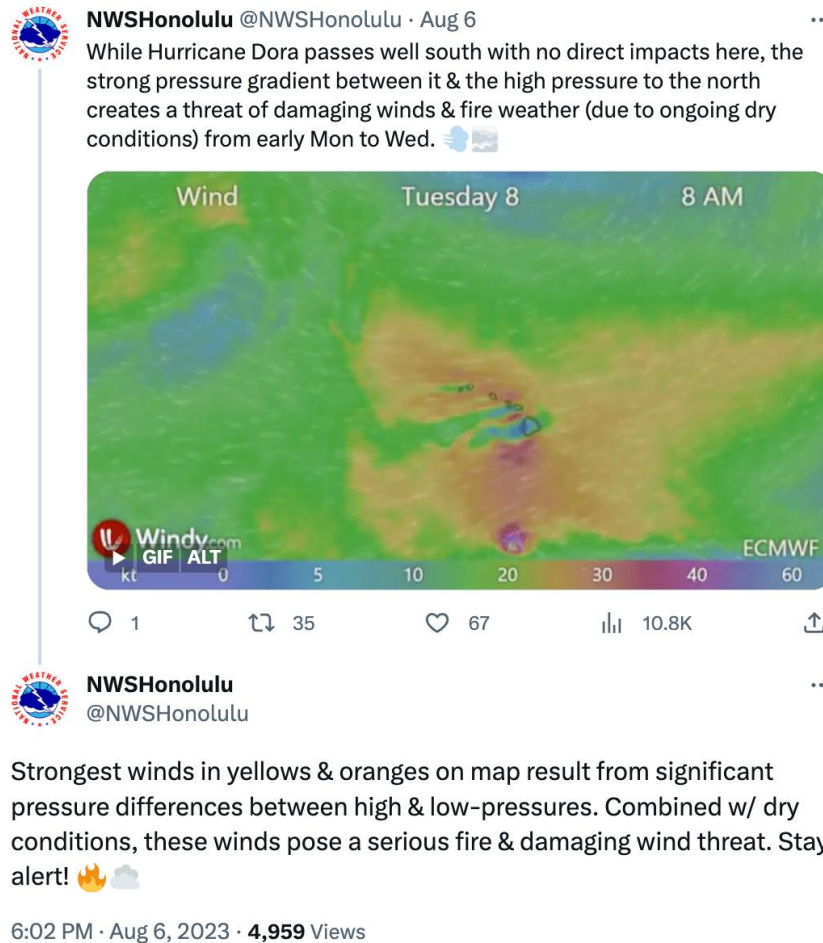 NWSHonolulu @NWSHonolulu · Aug 6
While Hurricane Dora passes well south with no direct impacts here, the
strong pressure gradient between it & the high pressure to the north
creates a threat of damaging winds & fire weather (due to ongoing dry
conditions) from early Mon to Wed. 💨🌫️
Wind Tuesday 8 8 AM
Windy.com
ECMWF
GIF ALT
kt 0 5 10 20 30 40 60
1 35 67 10.8K
NATIONAL WEATHER SERVICE
NWSHonolulu
@NWSHonolulu
Strongest winds in yellows & oranges on map result from significant
pressure differences between high & low-pressures. Combined w/ dry
conditions, these winds pose a serious fire & damaging wind threat. Stay
alert! 🔥☁️
6:02 PM · Aug 6, 2023 · 4,959 Views